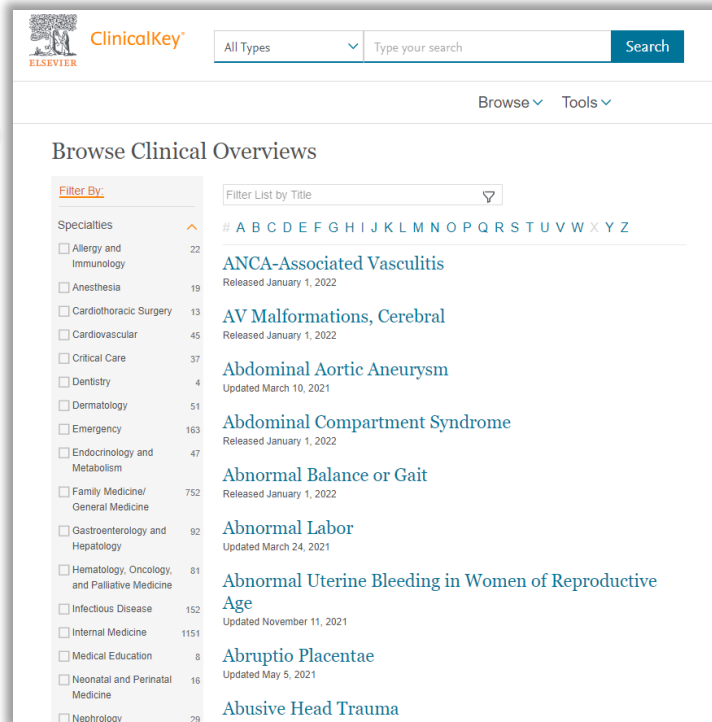 ELSEVIER
ClinicalKey®
All Types
Type your search
Search
Browse
Tools
Browse Clinical Overviews
Filter By:
Specialties
Allergy and
Immunology
22
Anesthesia 19
Cardiothoracic Surgery 13
Cardiovascular 45
Critical Care 37
Dentistry 4
Dermatology 51
Emergency 163
Endocrinology and
Metabolism
47
Family Medicine/
General Medicine
752
Gastroenterology and
Hepatology
92
Hematology, Oncology,
and Palliative Medicine
81
Infectious Disease 152
Internal Medicine 1151
Medical Education 8
Neonatal and Perinatal
Medicine
16
Nephrology 29
Filter List by Title
# A B C D E F G H I J K L M N O P Q R S T U V W X Y Z
ANCA-Associated Vasculitis
Released January 1, 2022
AV Malformations, Cerebral
Released January 1, 2022
Abdominal Aortic Aneurysm
Updated March 10, 2021
Abdominal Compartment Syndrome
Released January 1, 2022
Abnormal Balance or Gait
Released January 1, 2022
Abnormal Labor
Updated March 24, 2021
Abnormal Uterine Bleeding in Women of Reproductive
Age
Updated November 11, 2021
Abruptio Placentae
Updated May 5, 2021
Abusive Head Trauma